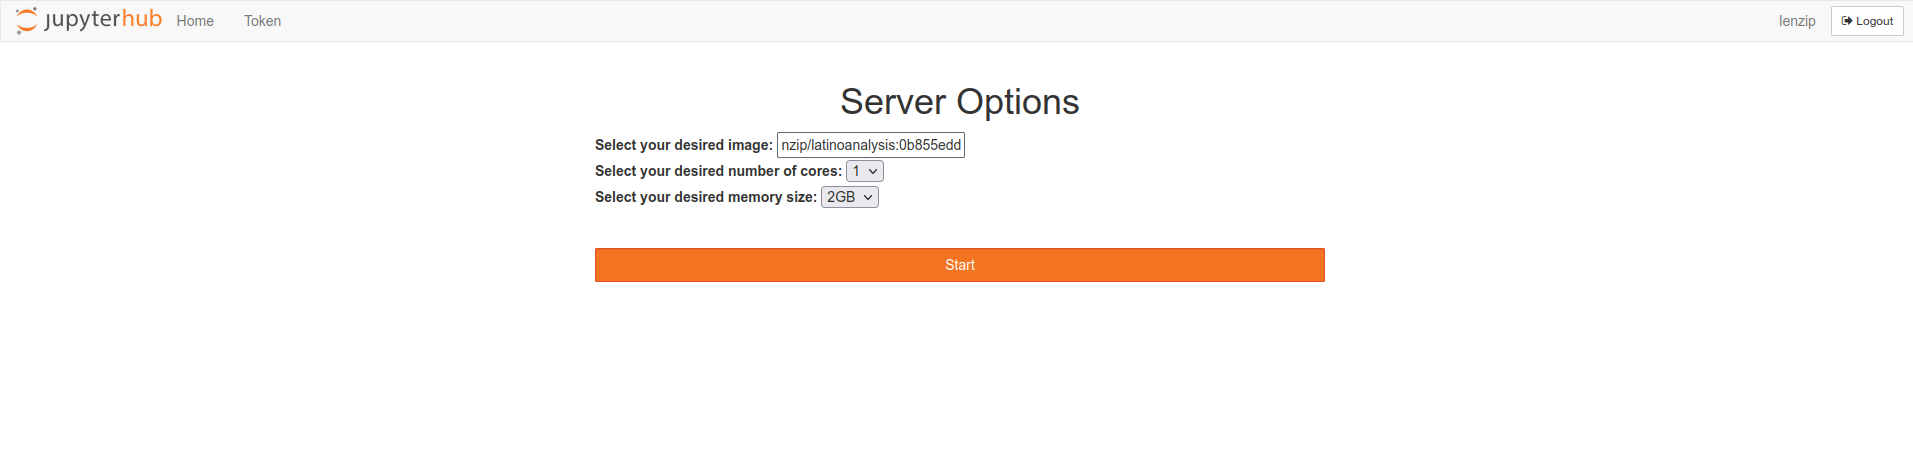 jupyterhub Home Token lenzip Logout
Server Options
Select your desired image: nzip/latinoanalysis:0b855edd
Select your desired number of cores: 1
Select your desired memory size: 2GB
Start